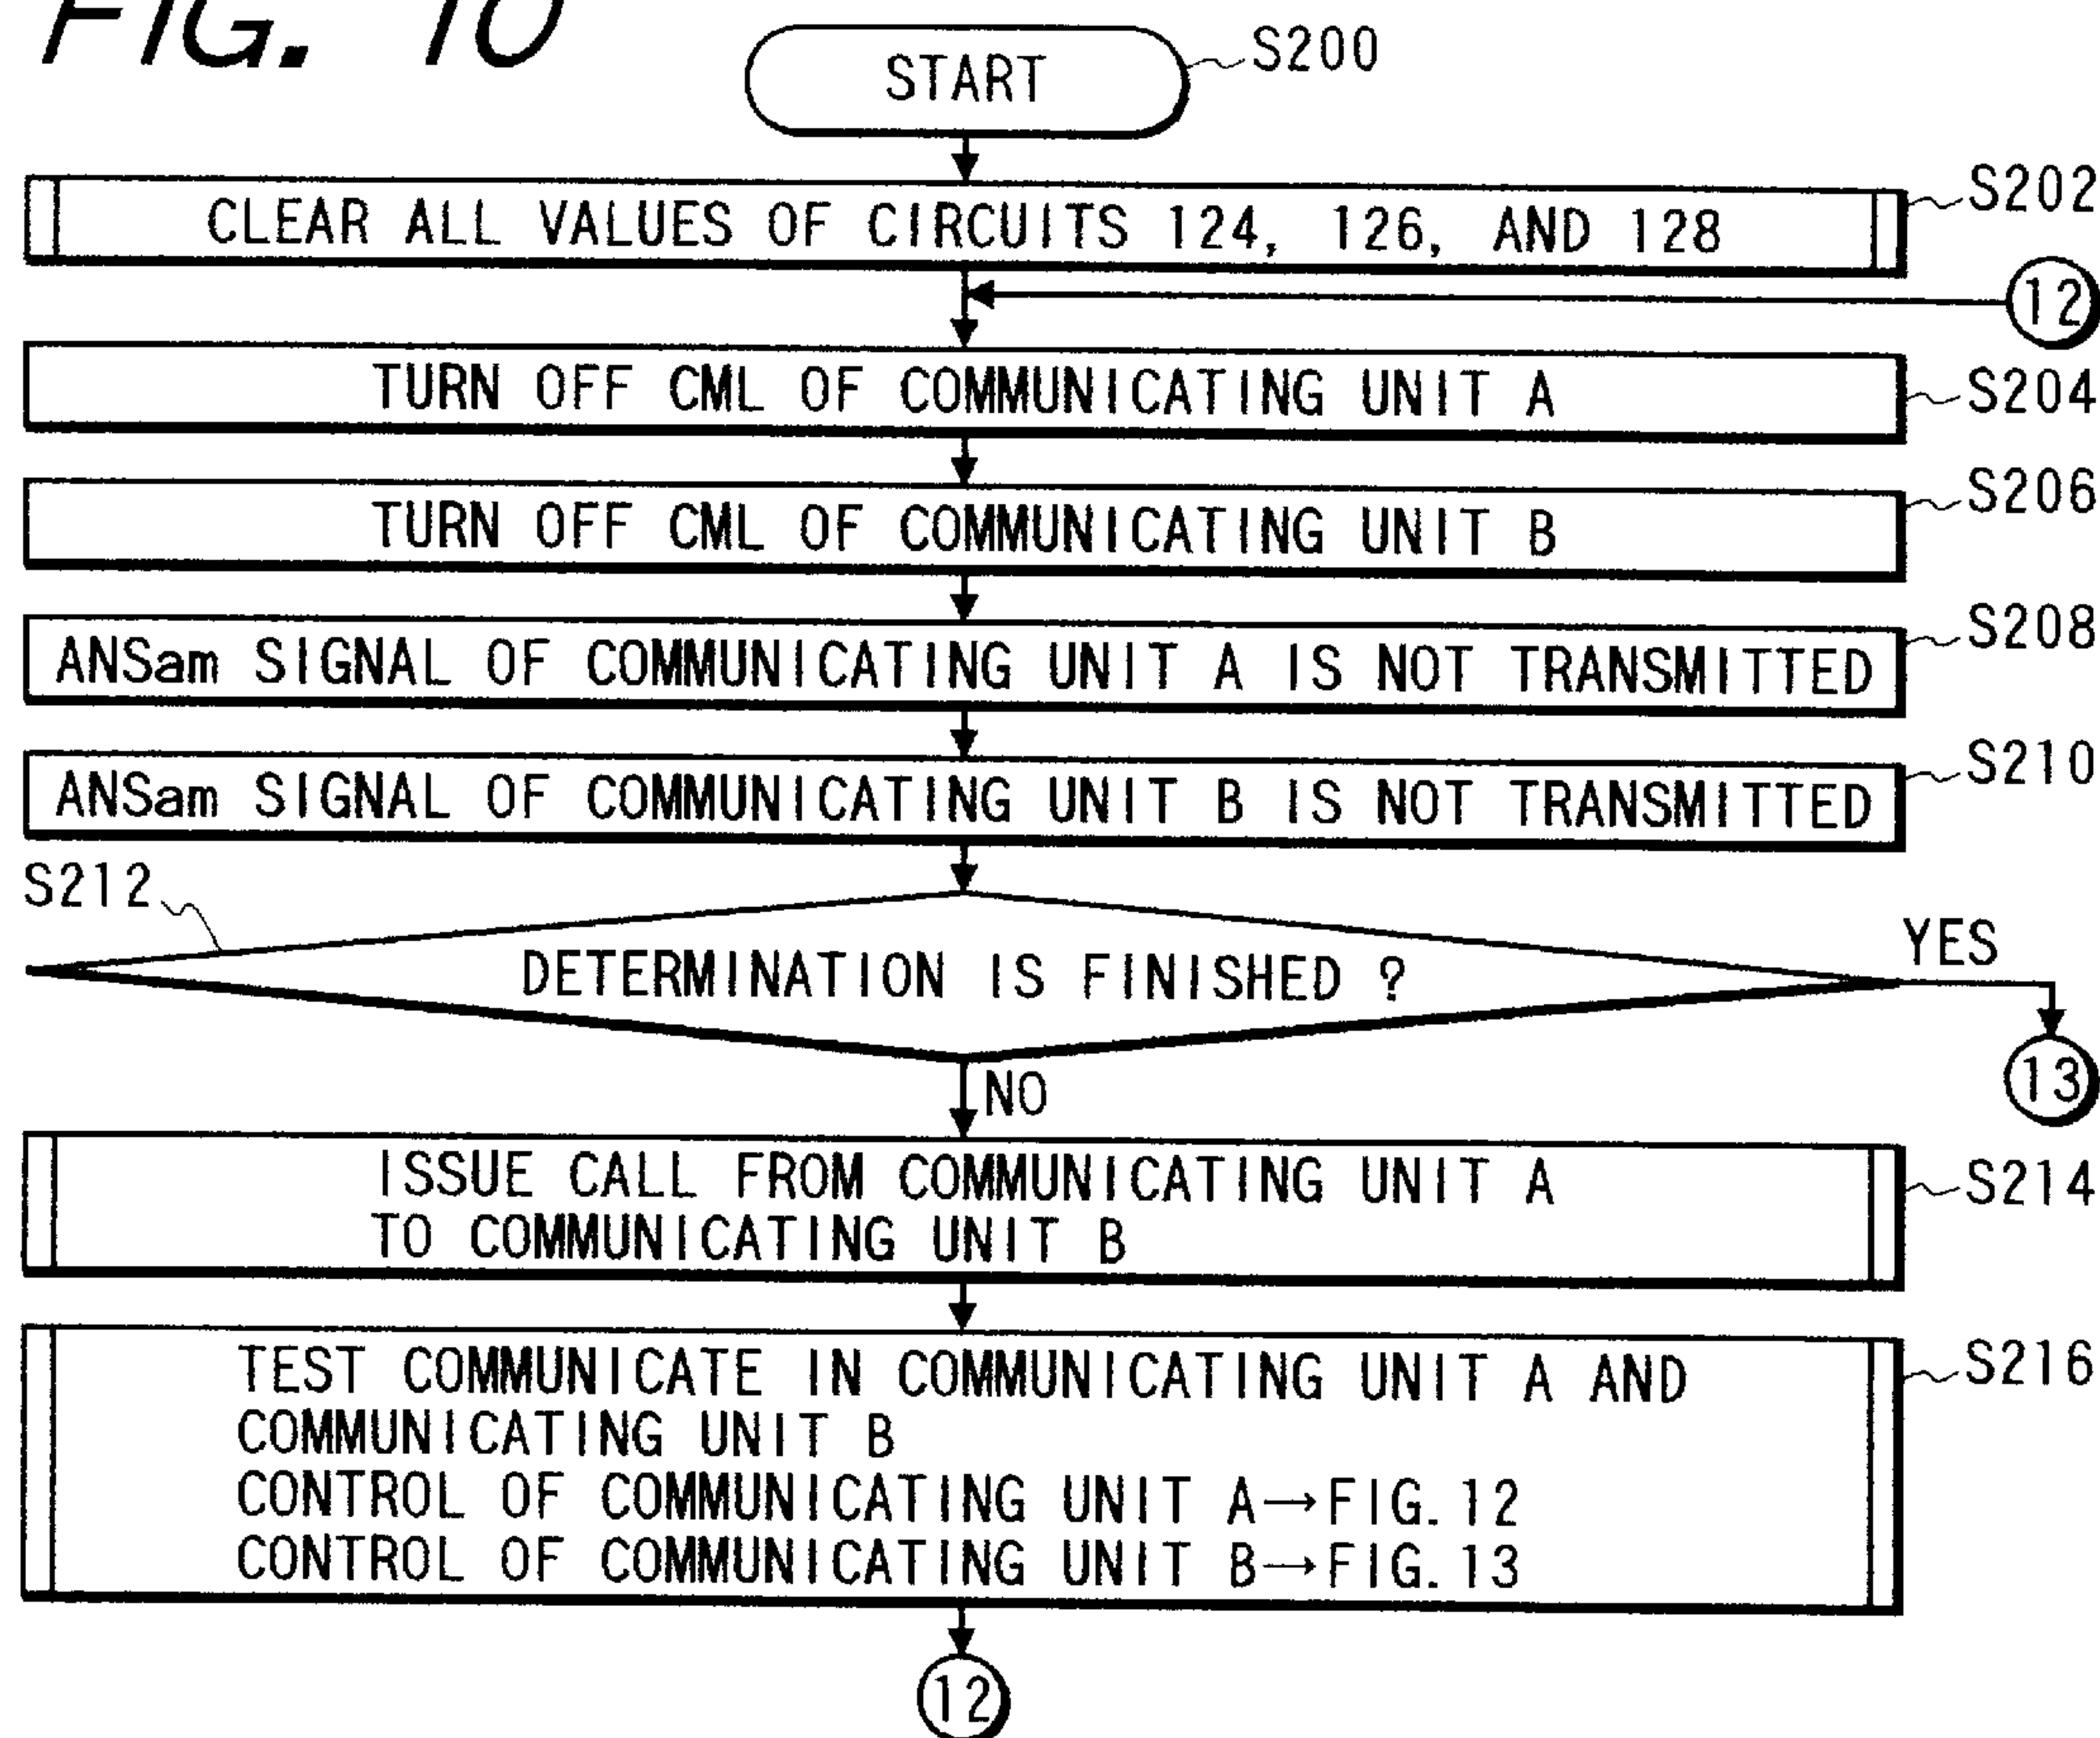 FIG. 10
START
S200
CLEAR ALL VALUES OF CIRCUITS 124, 126, AND 128
S202
12
TURN OFF CML OF COMMUNICATING UNIT A
S204
TURN OFF CML OF COMMUNICATING UNIT B
S206
ANSam SIGNAL OF COMMUNICATING UNIT A IS NOT TRANSMITTED
S208
ANSam SIGNAL OF COMMUNICATING UNIT B IS NOT TRANSMITTED
S210
S212
DETERMINATION IS FINISHED ?
YES
13
NO
ISSUE CALL FROM COMMUNICATING UNIT A
TO COMMUNICATING UNIT B
S214
TEST COMMUNICATE IN COMMUNICATING UNIT A AND
COMMUNICATING UNIT B
CONTROL OF COMMUNICATING UNIT A→FIG. 12
CONTROL OF COMMUNICATING UNIT B→FIG. 13
S216
12